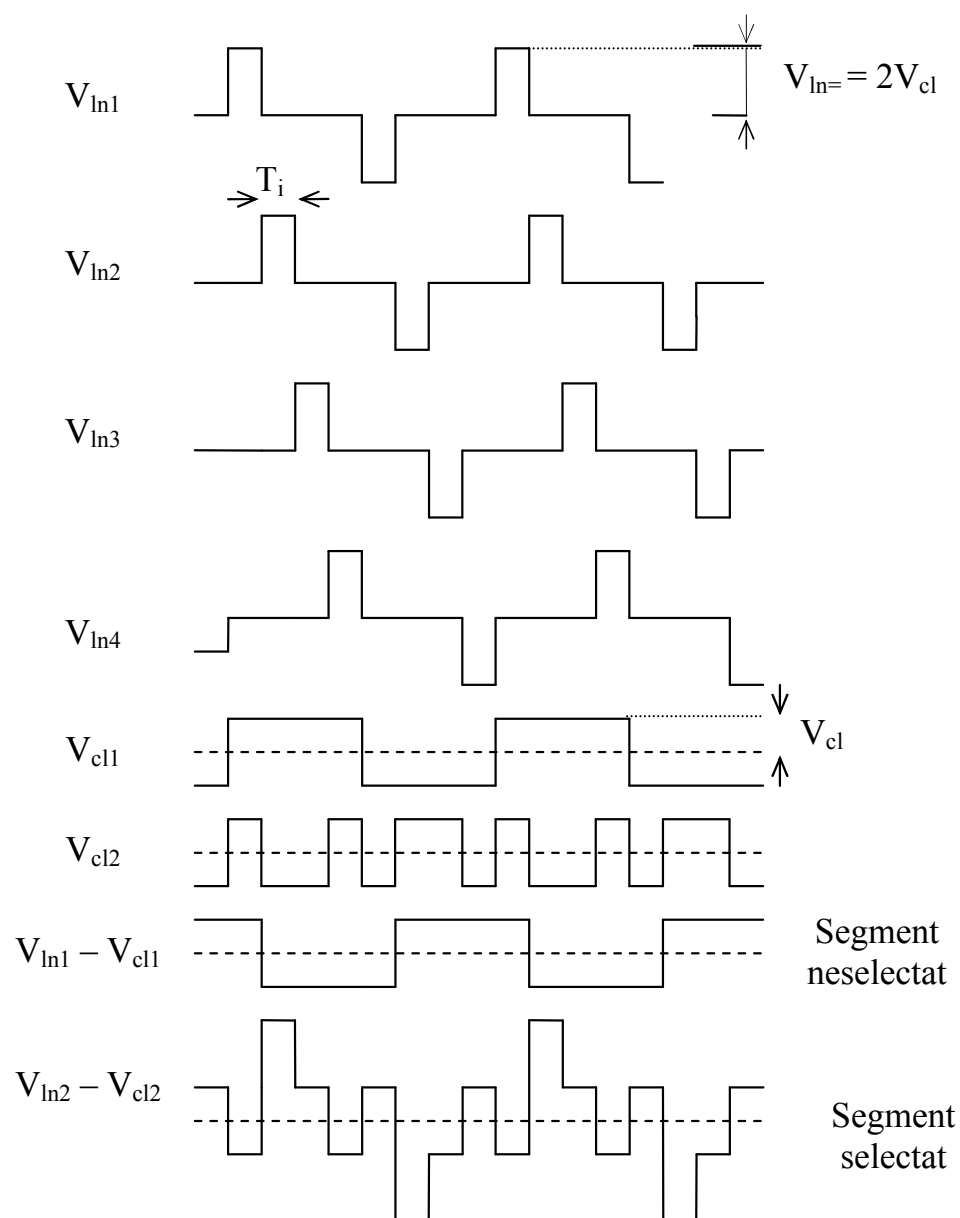 V_ln1
V_ln= = 2V_cl
T_i
V_ln2
V_ln3
V_ln4
V_cl1
V_cl
V_cl2
V_ln1 – V_cl1
Segment
neselectat
V_ln2 – V_cl2
Segment
selectat